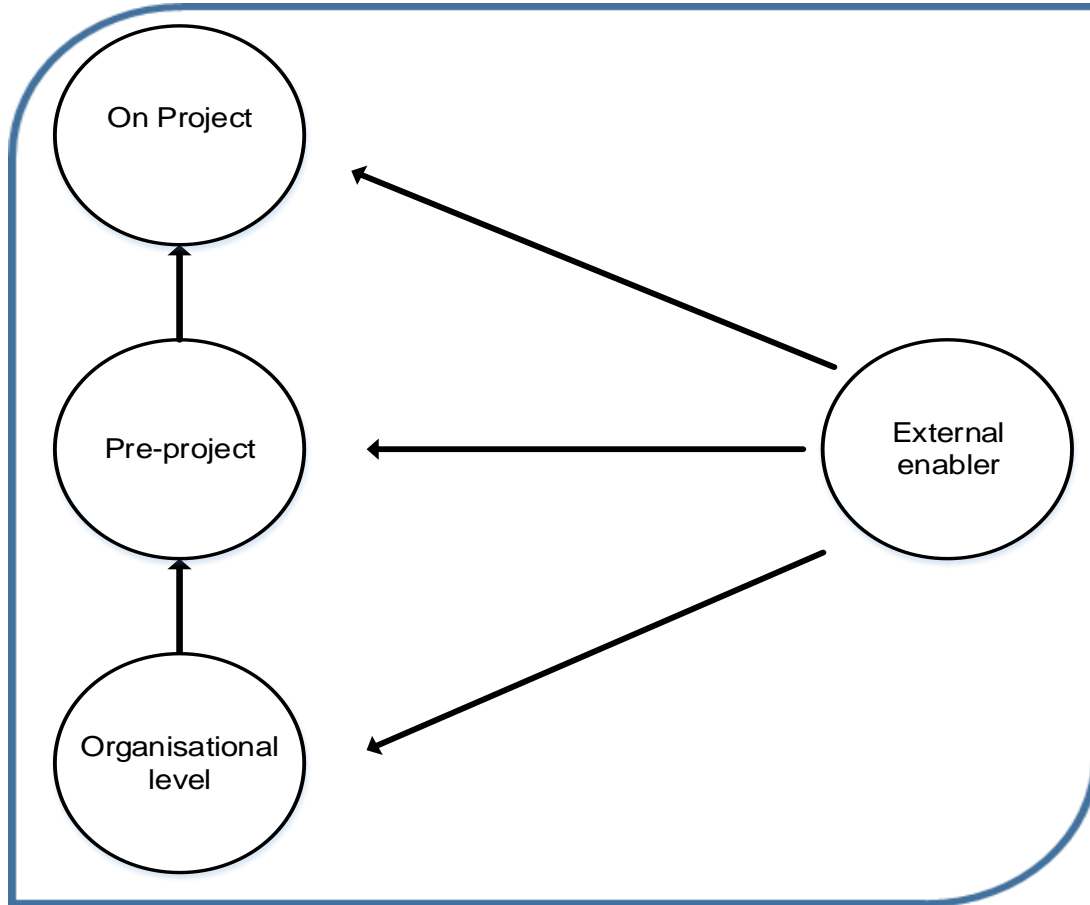 On Project
Pre-project
External
enabler
Organisational
level